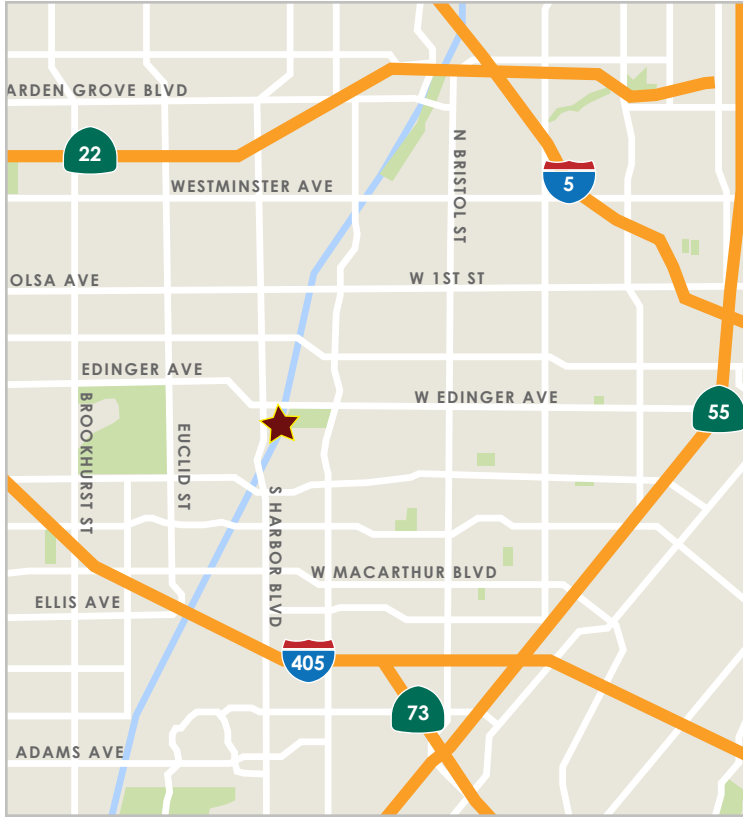 ARDEN GROVE BLVD
22
N BRISTOL ST
5
WESTMINSTER AVE
OLSA AVE
W 1ST ST
EDINGER AVE
W EDINGER AVE
55
BROOKHURST ST
EUCLID ST
S HARBOR BLVD
W MACARTHUR BLVD
ELLIS AVE
405
73
ADAMS AVE